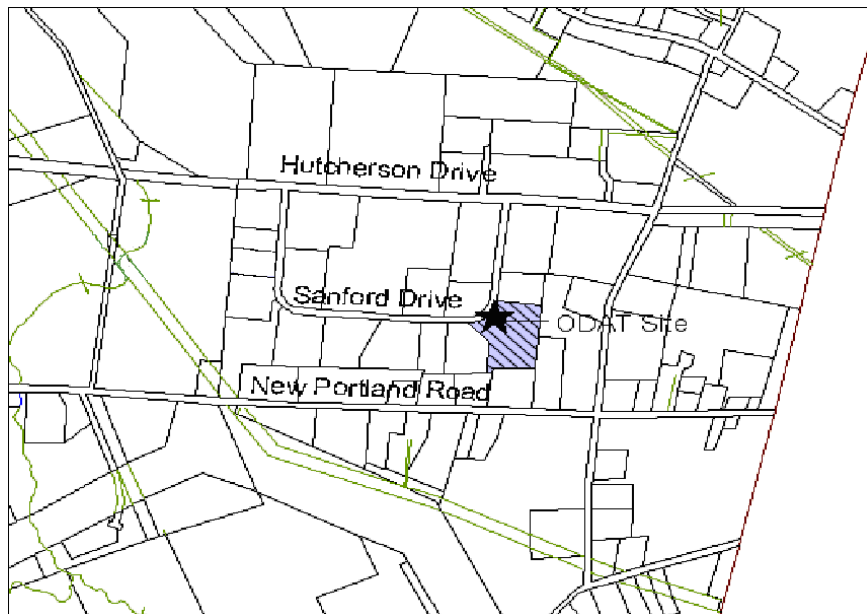 Hutcherson Drive
Sanford Drive
ODAT Site
New Portland Road